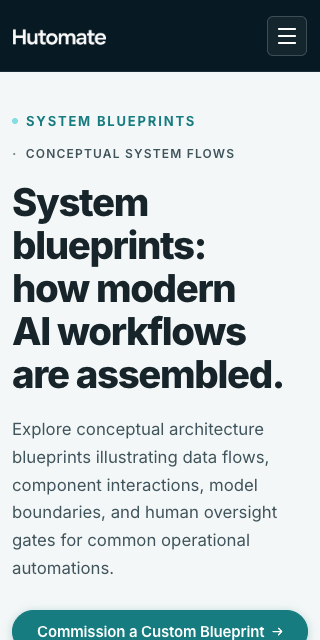 Hutomate
SYSTEM BLUEPRINTS
· CONCEPTUAL SYSTEM FLOWS
System
blueprints:
how modern
AI workflows
are assembled.
Explore conceptual architecture
blueprints illustrating data flows,
component interactions, model
boundaries, and human oversight
gates for common operational
automations.
Commission a Custom Blueprint →